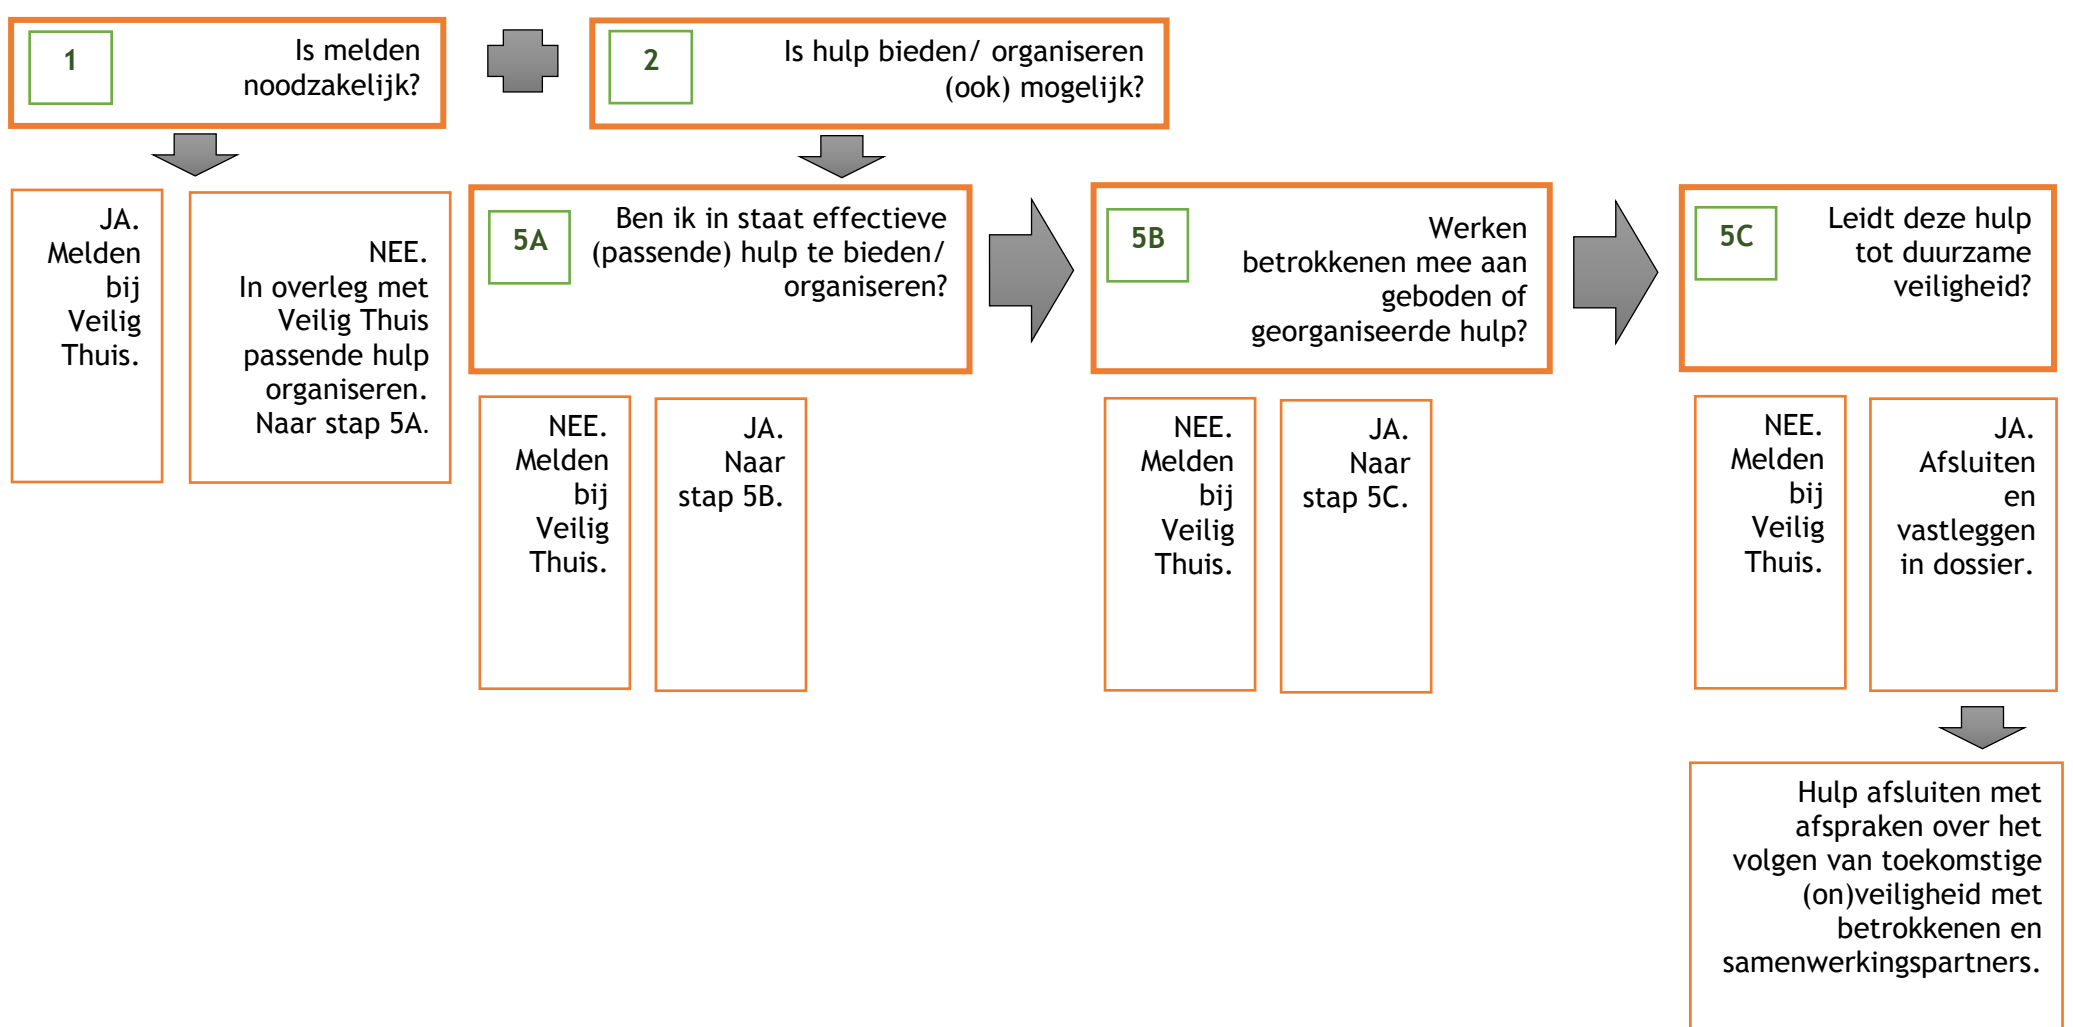 1
Is melden
noodzakelijk?
2
Is hulp bieden/ organiseren
(ook) mogelijk?
JA.
Melden
bij
Veilig
Thuis.
NEE.
In overleg met
Veilig Thuis
passende hulp
organiseren.
Naar stap 5A.
5A
Ben ik in staat effectieve
(passende) hulp te bieden/
organiseren?
NEE.
Melden
bij
Veilig
Thuis.
JA.
Naar
stap 5B.
5B
Werken
betrokkenen mee aan
geboden of
georganiseerde hulp?
NEE.
Melden
bij
Veilig
Thuis.
JA.
Naar
stap 5C.
5C
Leidt deze hulp
tot duurzame
veiligheid?
NEE.
Melden
bij
Veilig
Thuis.
JA.
Afsluiten
en
vastleggen
in dossier.
Hulp afsluiten met
afspraken over het
volgen van toekomstige
(on)veiligheid met
betrokkenen en
samenwerkingspartners.